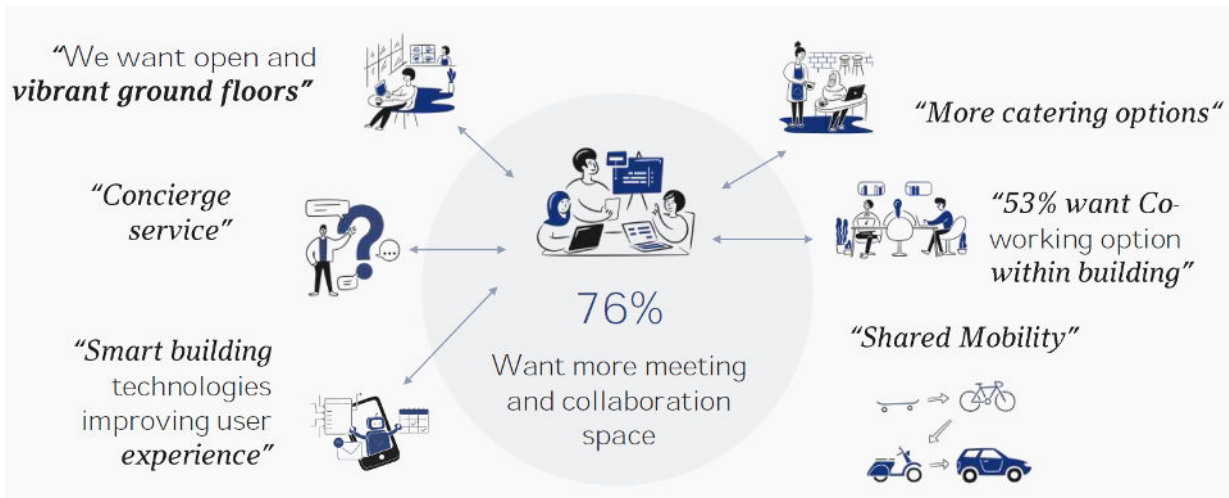 “We want open and
vibrant ground floors”
“Concierge
service”
“Smart building
technologies
improving user
experience”
76%
Want more meeting
and collaboration
space
“More catering options“
“53% want Co-
working option
within building”
“Shared Mobility”